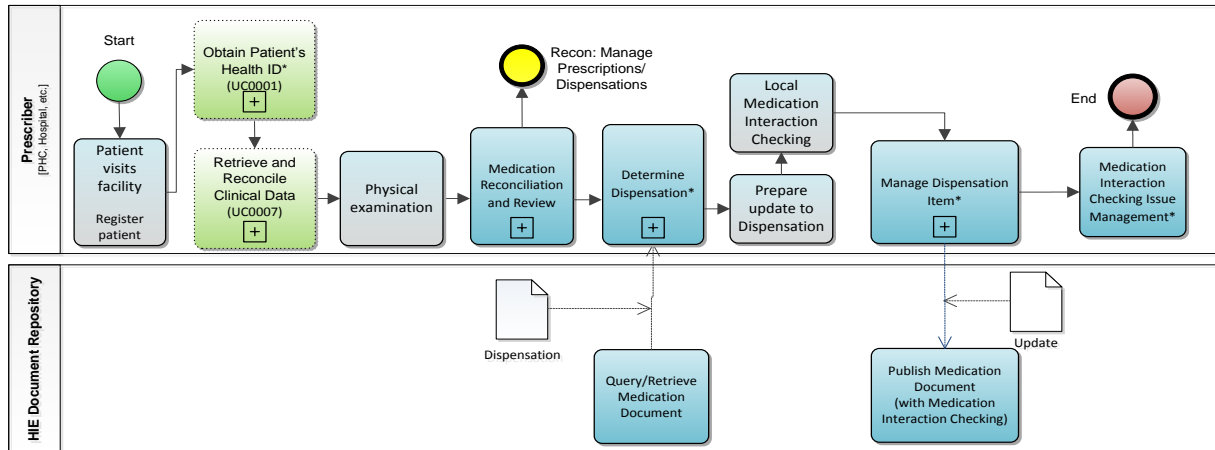 Prescriber
[PHC, Hospital, etc.]
Start
Patient
visits
facility
Register
patient
Obtain Patient's
Health ID*
(UC0001)
+
Retrieve and
Reconcile
Clinical Data
(UC0007)
+
Physical
examination
Recon: Manage
Prescriptions/
Dispensations
Medication
Reconciliation
and Review
+
Determine
Dispensation*
+
Local
Medication
Interaction
Checking
Prepare
update to
Dispensation
Manage Dispensation
Item*
+
End
Medication
Interaction
Checking Issue
Management*
HIE Document Repository
Dispensation
Query/Retrieve
Medication
Document
Publish Medication
Document
(with Medication
Interaction Checking)
Update